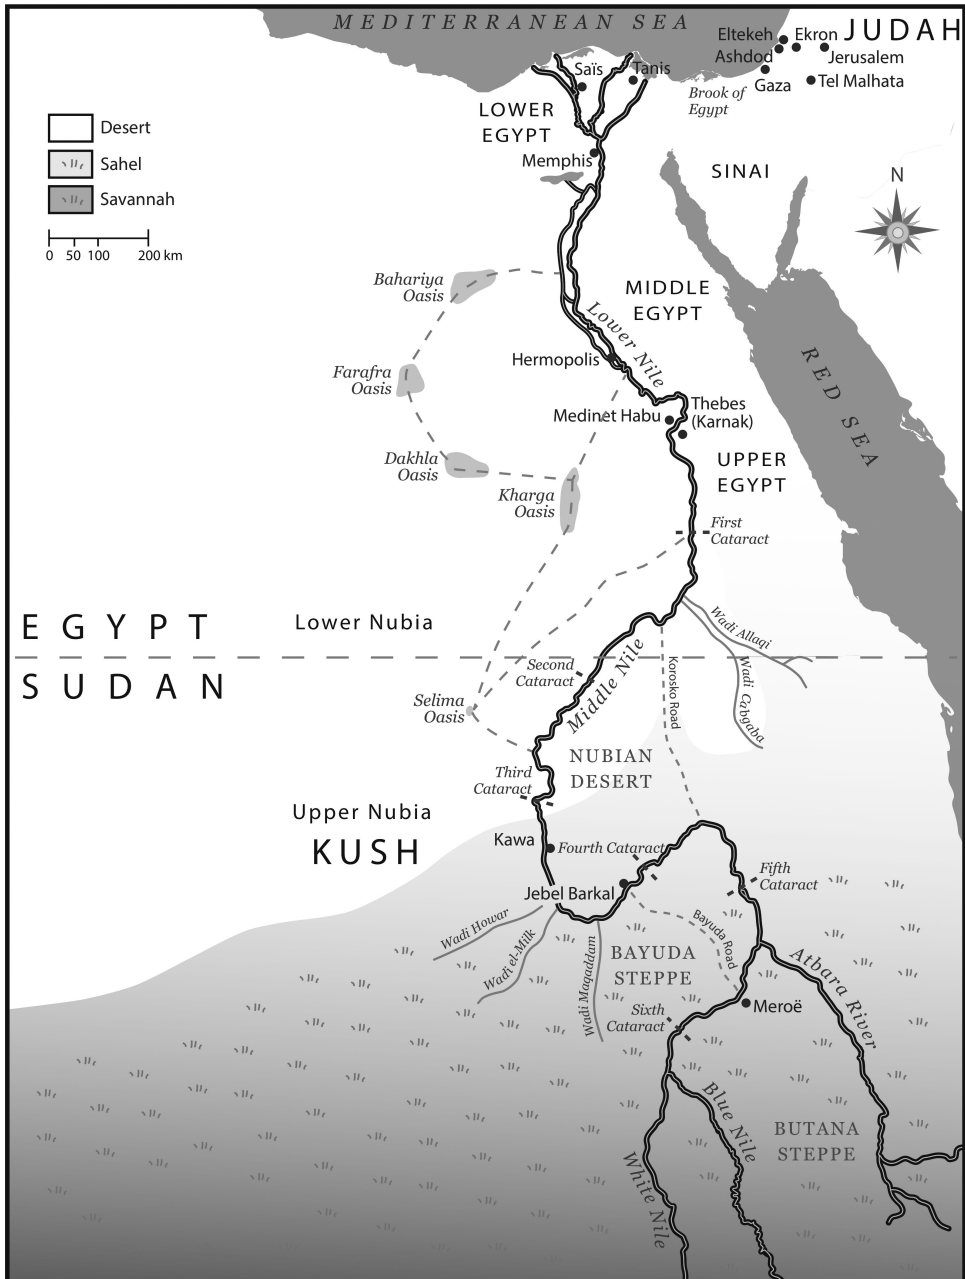 MEDITERRANEAN SEA
JUDAH
Eltekeh
Ekron
Ashdod
Jerusalem
Gaza
Tel Malhata
Brook of
Egypt
Saïs
Tanis
LOWER
EGYPT
Memphis
SINAI
N
Desert
Sahel
Savannah
0 50 100 200 km
Bahariya
Oasis
MIDDLE
EGYPT
Lower Nile
RED SEA
Hermopolis
Farafra
Oasis
Thebes
(Karnak)
Medinet Habu
Dakhla
Oasis
UPPER
EGYPT
Kharga
Oasis
First
Cataract
EGYPT
Lower Nubia
Wadi Allaqi
Wadi Gabgaba
SUDAN
Second
Cataract
Middle Nile
Korosko Road
Selima
Oasis
NUBIAN
DESERT
Third
Cataract
Upper Nubia
KUSH
Kawa
Fourth Cataract
Fifth
Cataract
Jebel Barkal
Wadi Howar
Wadi el-Milk
Wadi Maqaddam
Bayuda Road
BAYUDA
STEPPE
Atbara River
Meroë
Sixth
Cataract
Blue Nile
BUTANA
STEPPE
White Nile